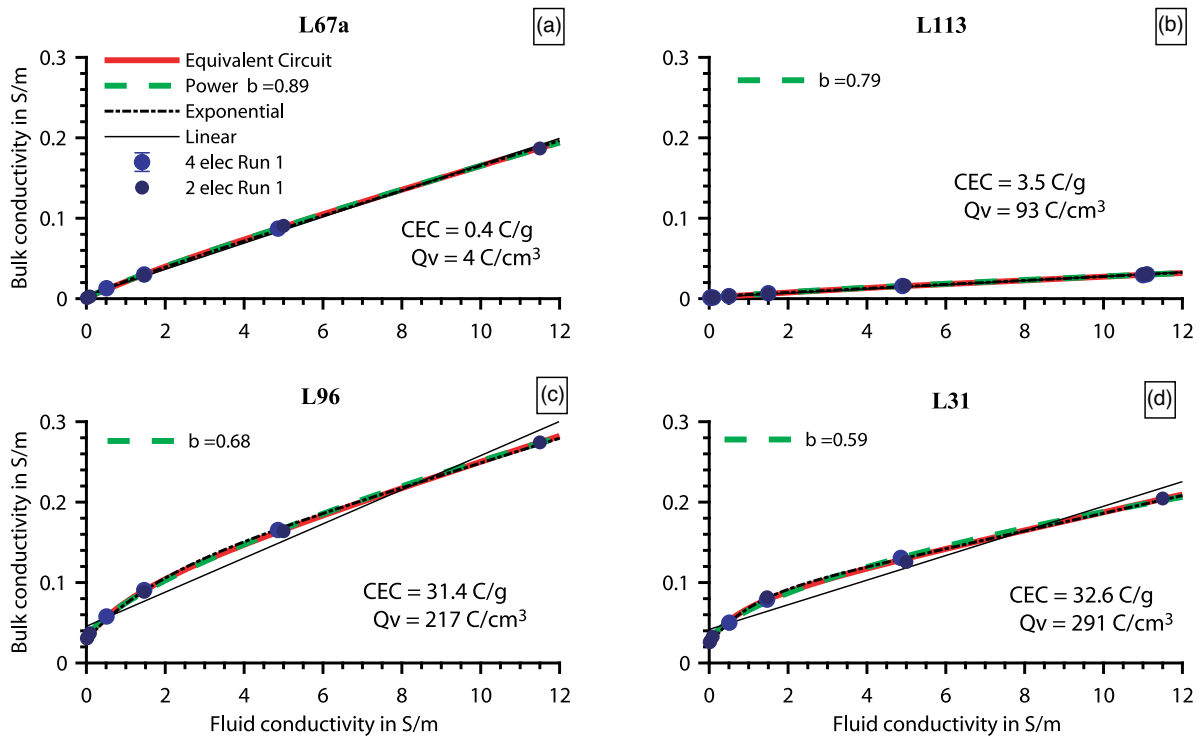 L67a
(a)
Bulk conductivity in S/m
0.3
0.2
0.1
0
Equivalent Circuit
Power b =0.89
Exponential
Linear
4 elec Run 1
2 elec Run 1
CEC = 0.4 C/g
Qv = 4 C/cm³
0 2 4 6 8 10 12
L113
(b)
0.3
0.2
0.1
0
b =0.79
CEC = 3.5 C/g
Qv = 93 C/cm³
0 2 4 6 8 10 12
L96
(c)
Bulk conductivity in S/m
0.3
0.2
0.1
0
b =0.68
CEC = 31.4 C/g
Qv = 217 C/cm³
0 2 4 6 8 10 12
Fluid conductivity in S/m
L31
(d)
0.3
0.2
0.1
0
b =0.59
CEC = 32.6 C/g
Qv = 291 C/cm³
0 2 4 6 8 10 12
Fluid conductivity in S/m